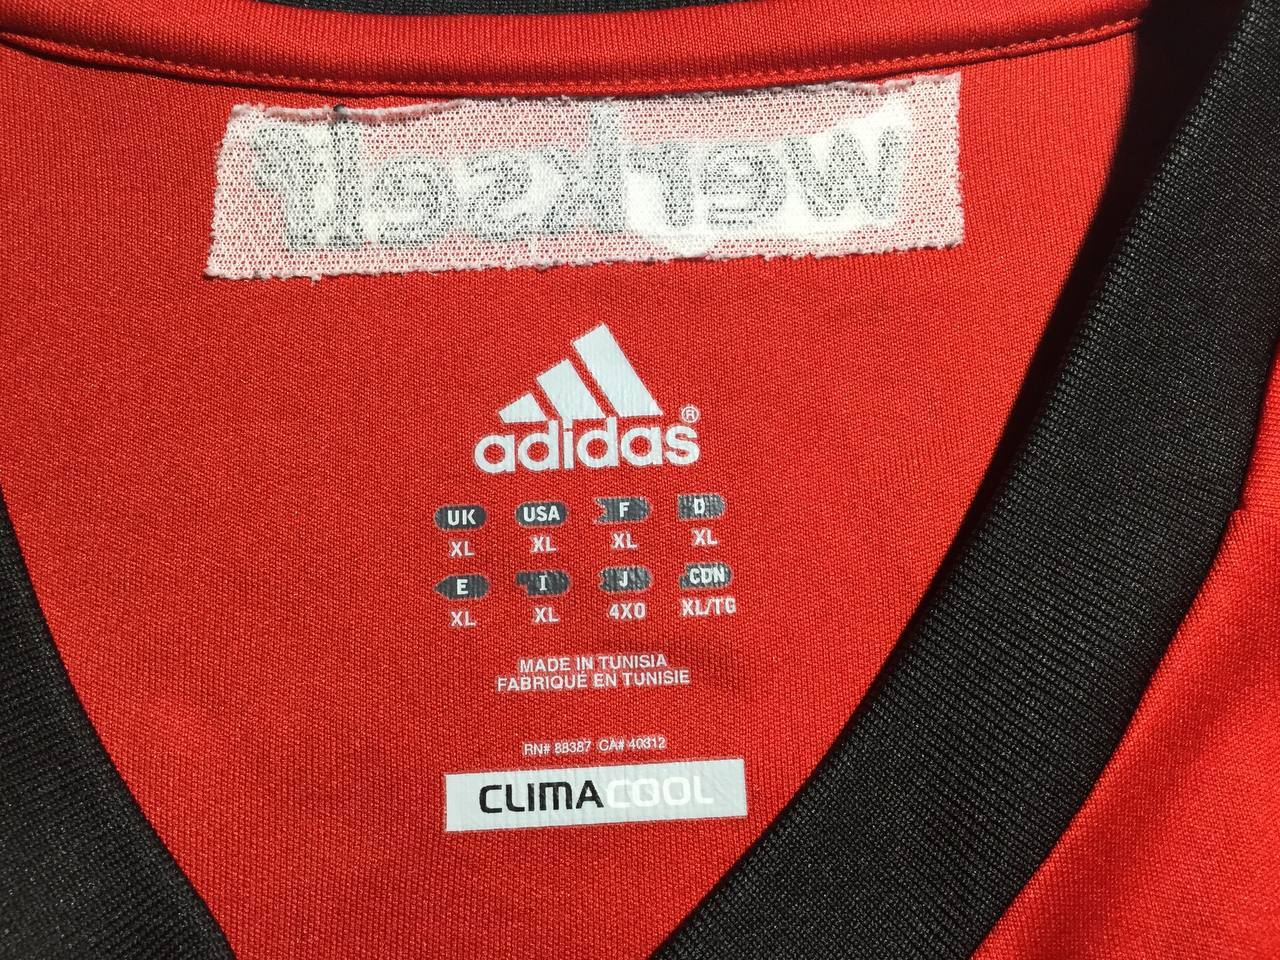 werkself
adidas®
UK USA F D
XL XL XL XL
E I J CDN
XL XL 4XO XL/TG
MADE IN TUNISIA
FABRIQUÉ EN TUNISIE
RN# 88387 CA# 40312
CLIMACOOL